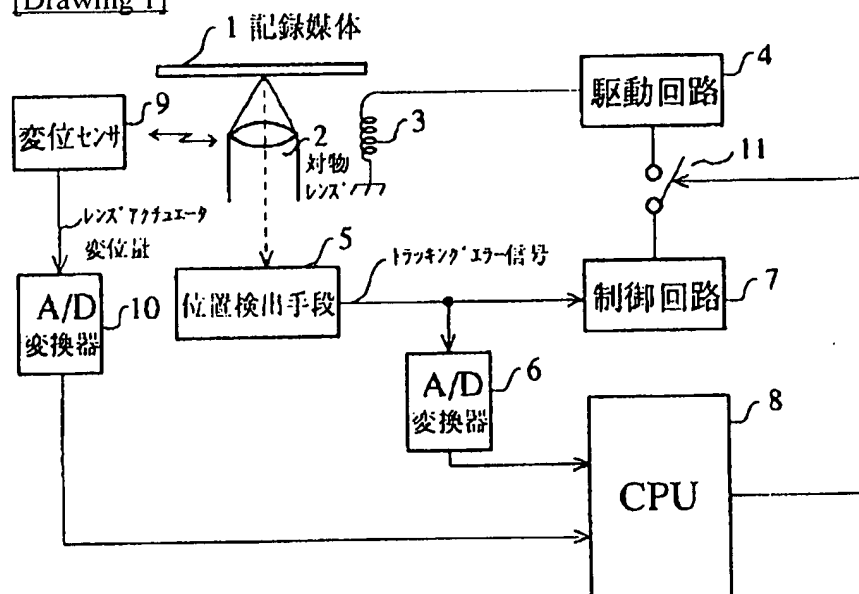 [Drawing 1]
1 記録媒体
4
駆動回路
9
変位センサ
2
対物
レンズ
3
11
レンズアクチュエータ
変位量
5
トラッキングエラー信号
A/D
変換器
10
位置検出手段
制御回路
7
A/D
変換器
6
8
CPU